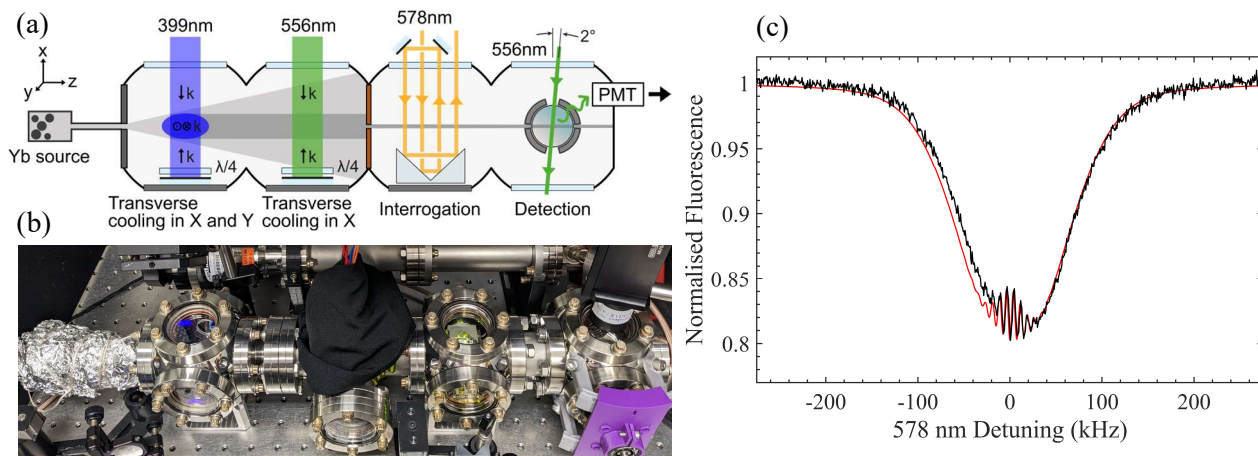 (a)
399nm
556nm
578nm
556nm
2°
x
y
z
k
k
k
k
k
λ/4
λ/4
PMT
Yb source
Transverse
cooling in X and Y
Transverse
cooling in X
Interrogation
Detection
(b)
(c)
Normalised Fluorescence
1
0.95
0.9
0.85
0.8
-200
-100
0
100
200
578 nm Detuning (kHz)